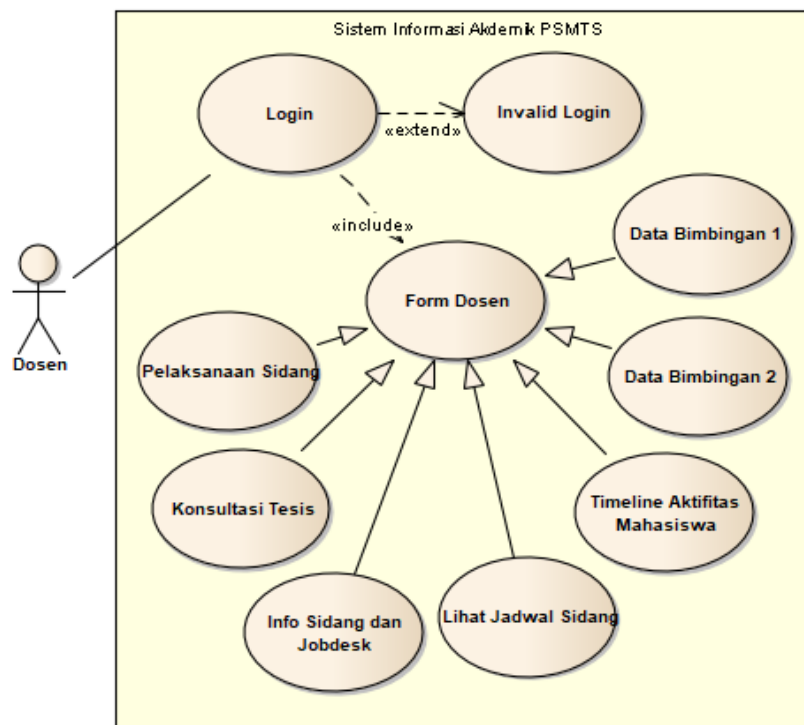 Sistem Informasi Akdemik PSMTS
Login
Invalid Login
«extend»
«include»
Data Bimbingan 1
Form Dosen
Dosen
Pelaksanaan Sidang
Data Bimbingan 2
Konsultasi Tesis
Timeline Aktifitas
Mahasiswa
Info Sidang dan
Jobdesk
Lihat Jadwal Sidang